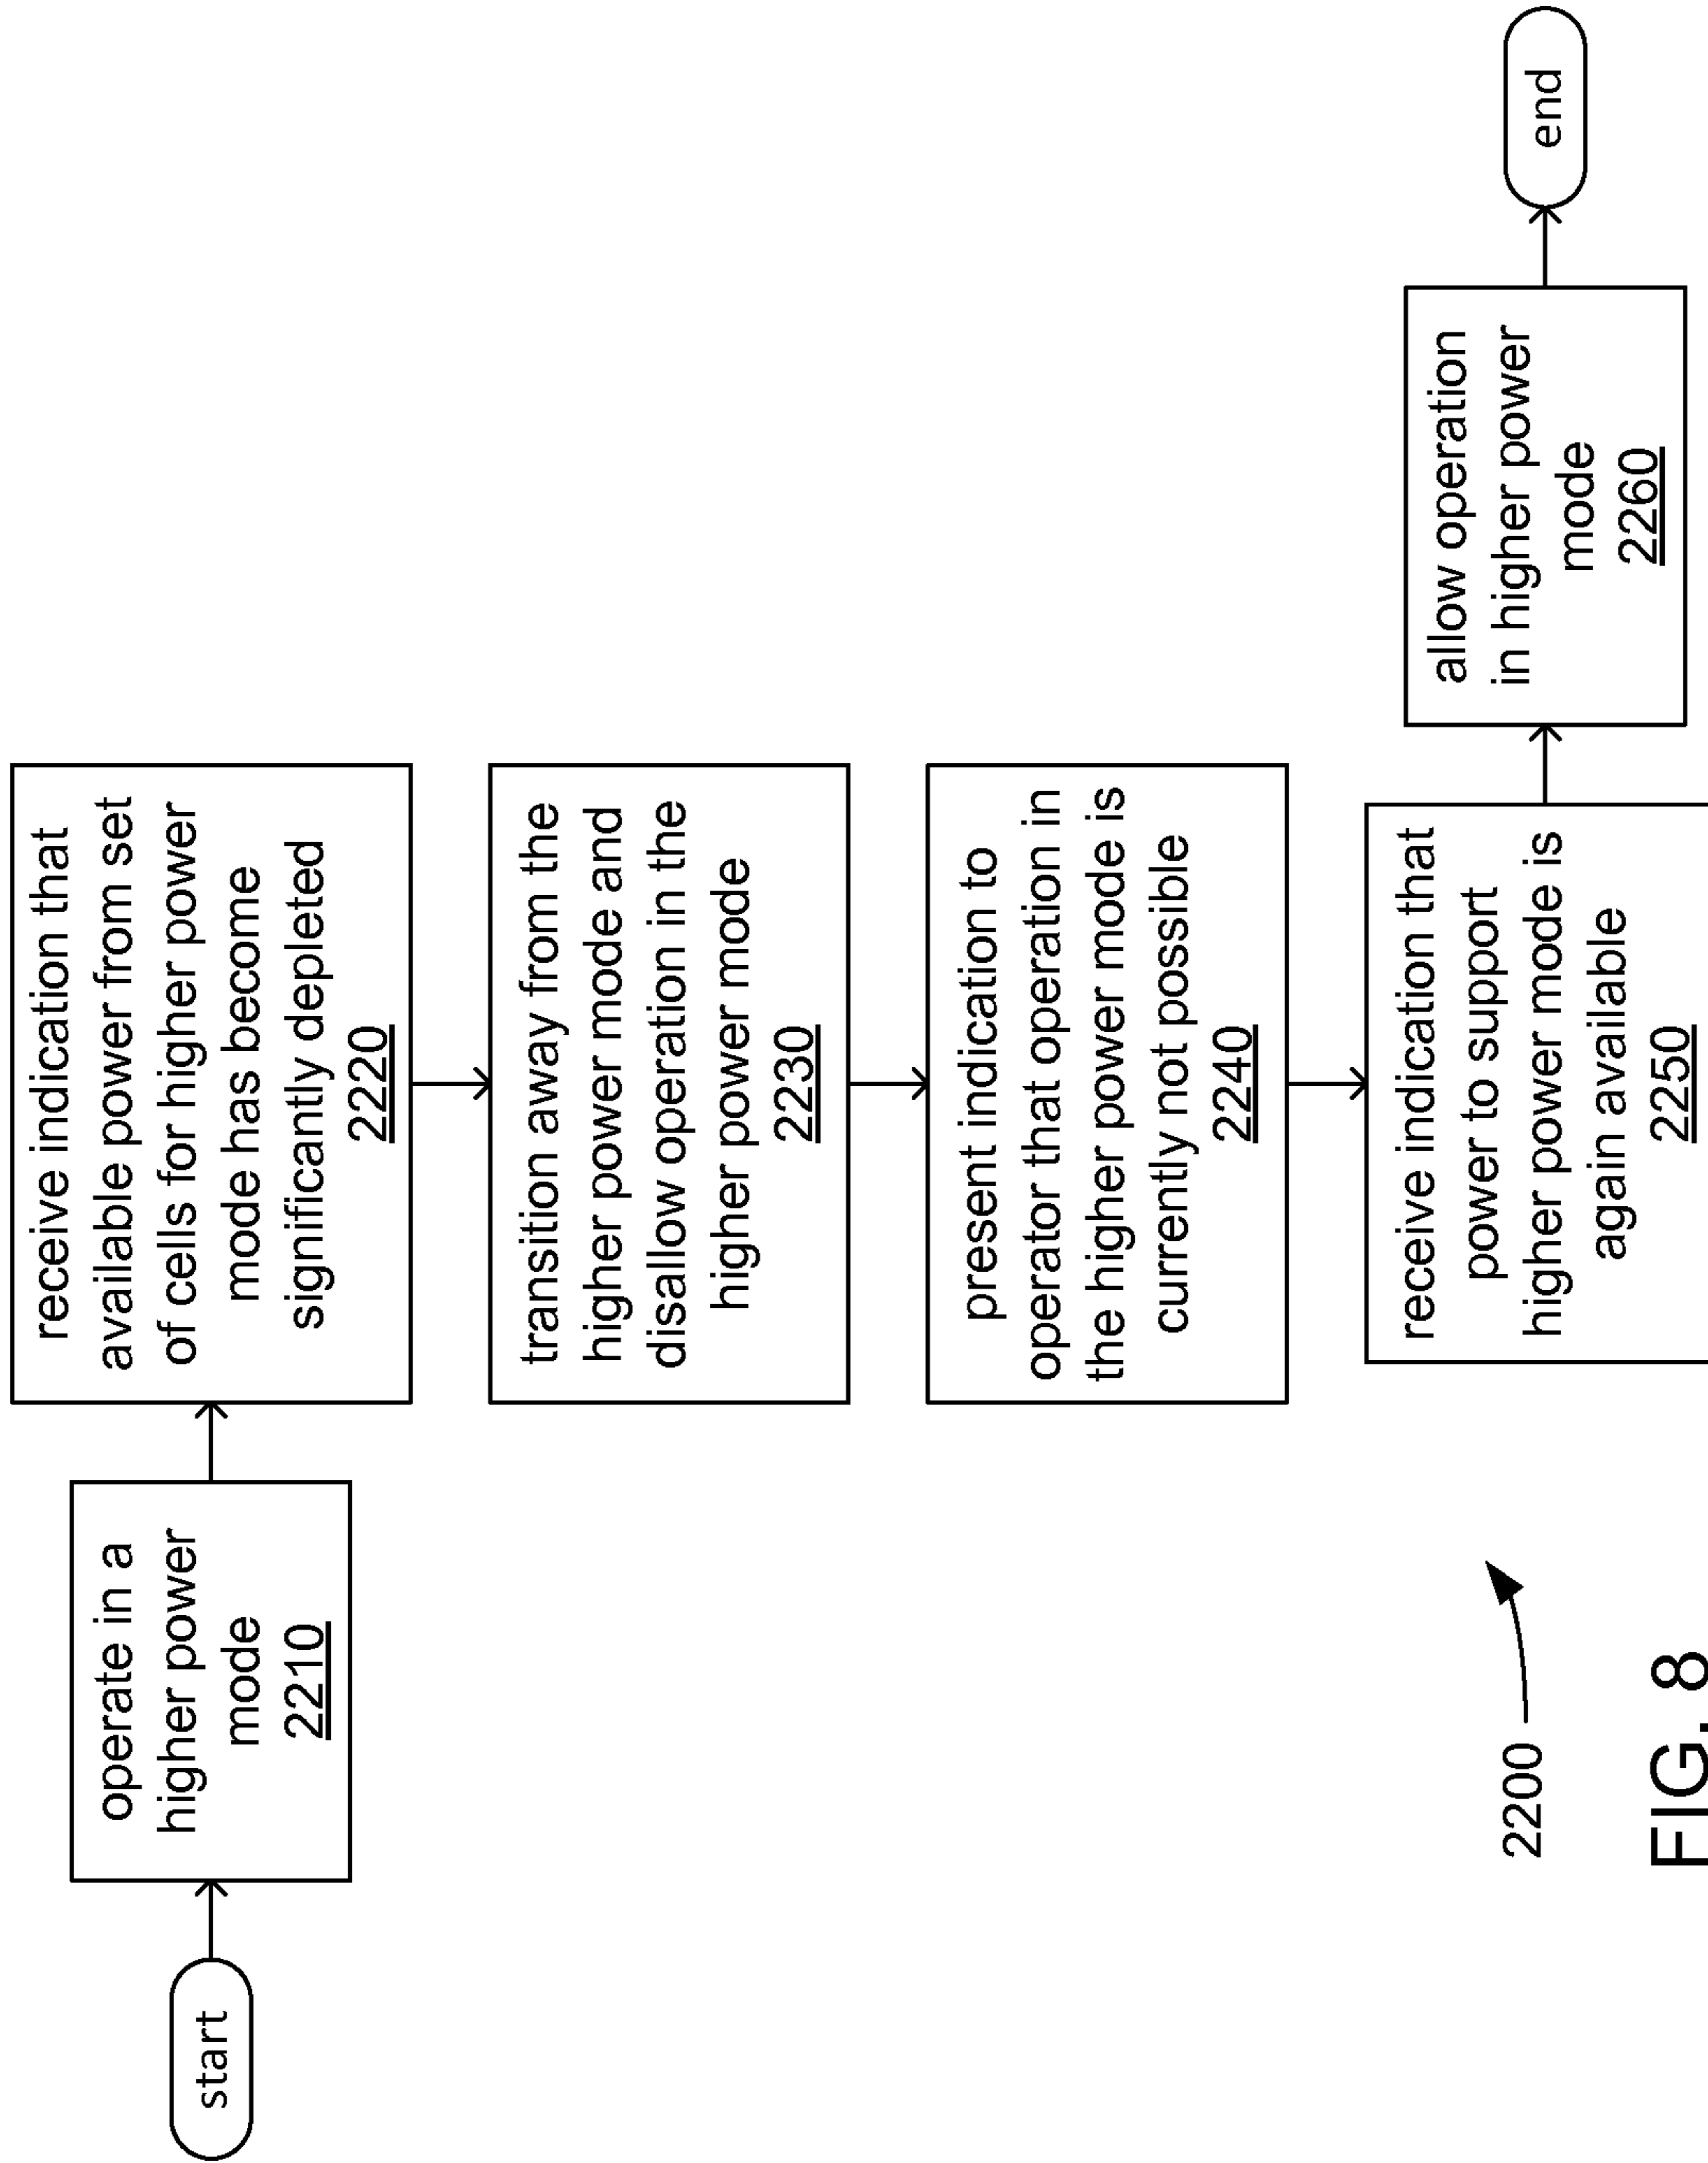 start
operate in a
higher power
mode
2210
receive indication that
available power from set
of cells for higher power
mode has become
significantly depleted
2220
transition away from the
higher power mode and
disallow operation in the
higher power mode
2230
present indication to
operator that operation in
the higher power mode is
currently not possible
2240
receive indication that
power to support
higher power mode is
again available
2250
allow operation
in higher power
mode
2260
end
2200
FIG. 8